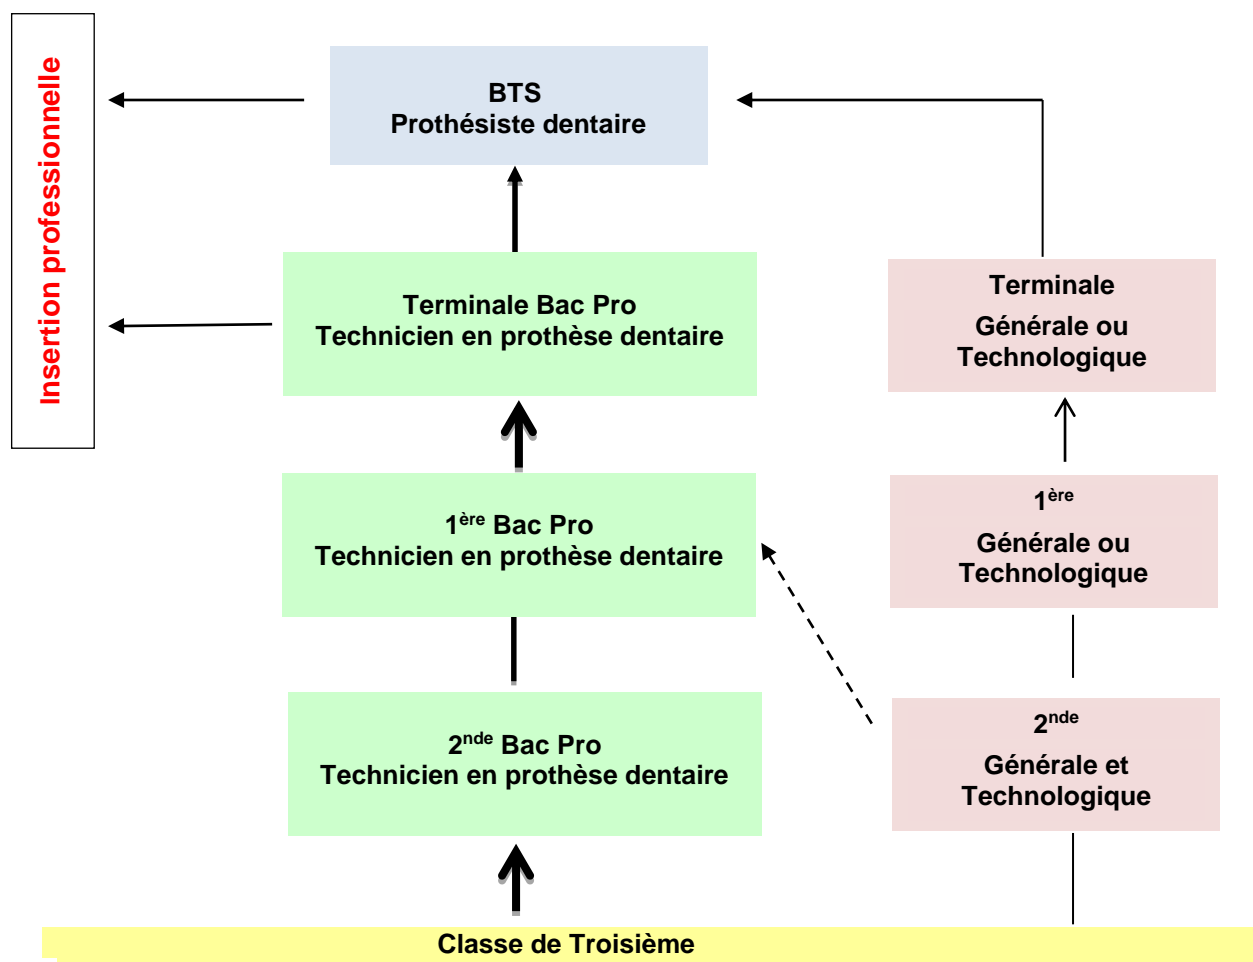 Insertion professionnelle
BTS
Prothésiste dentaire
Terminale Bac Pro
Technicien en prothèse dentaire
Terminale
Générale ou
Technologique
1ère Bac Pro
Technicien en prothèse dentaire
1ère
Générale ou
Technologique
2nde Bac Pro
Technicien en prothèse dentaire
2nde
Générale et
Technologique
Classe de Troisième